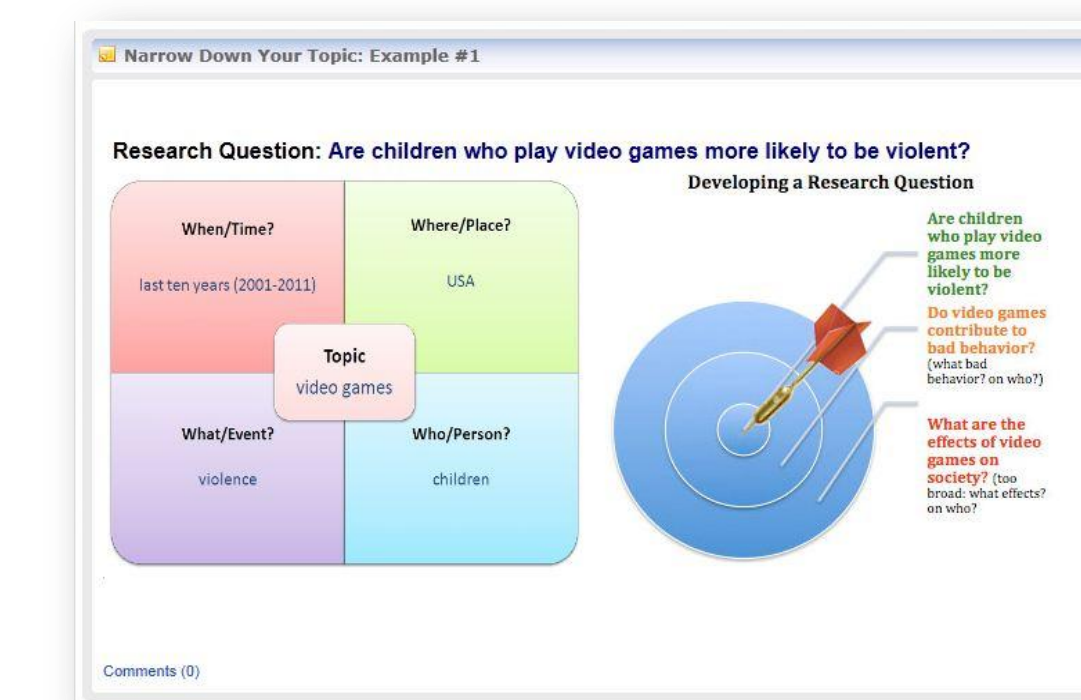 Narrow Down Your Topic: Example #1
Research Question: Are children who play video games more likely to be violent?
When/Time?
last ten years (2001-2011)
Where/Place?
USA
Topic
video games
What/Event?
violence
Who/Person?
children
Developing a Research Question
Are children
who play video
games more
likely to be
violent?
Do video games
contribute to
bad behavior?
(what bad
behavior? on who?)
What are the
effects of video
games on
society? (too
broad: what effects?
on who?
Comments (0)